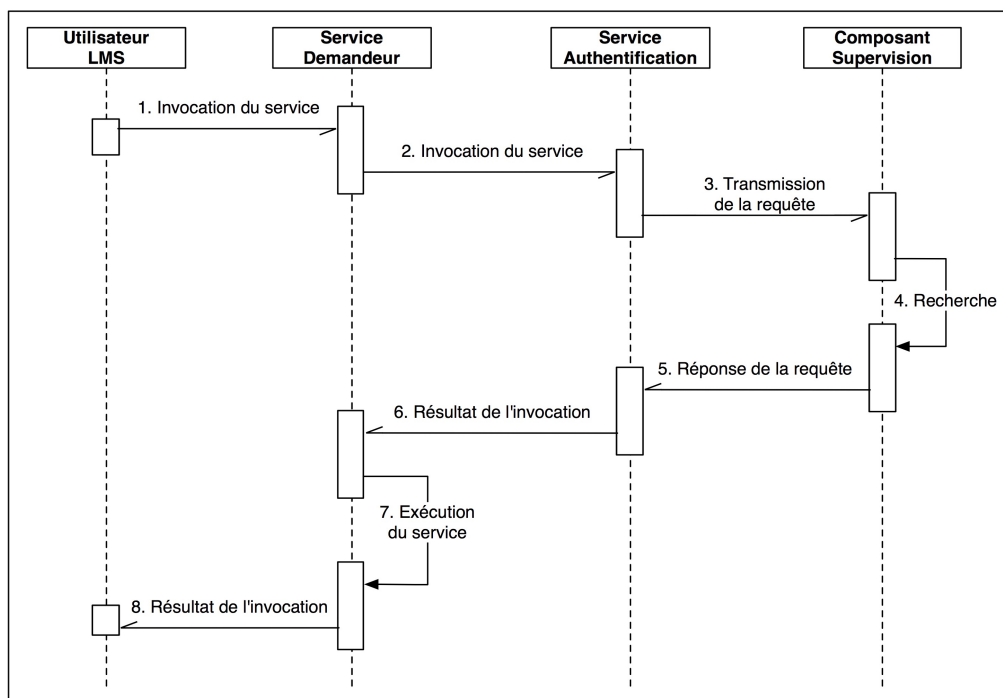 Utilisateur
LMS
Service
Demandeur
Service
Authentification
Composant
Supervision
1. Invocation du service
2. Invocation du service
3. Transmission
de la requête
4. Recherche
5. Réponse de la requête
6. Résultat de l'invocation
7. Exécution
du service
8. Résultat de l'invocation